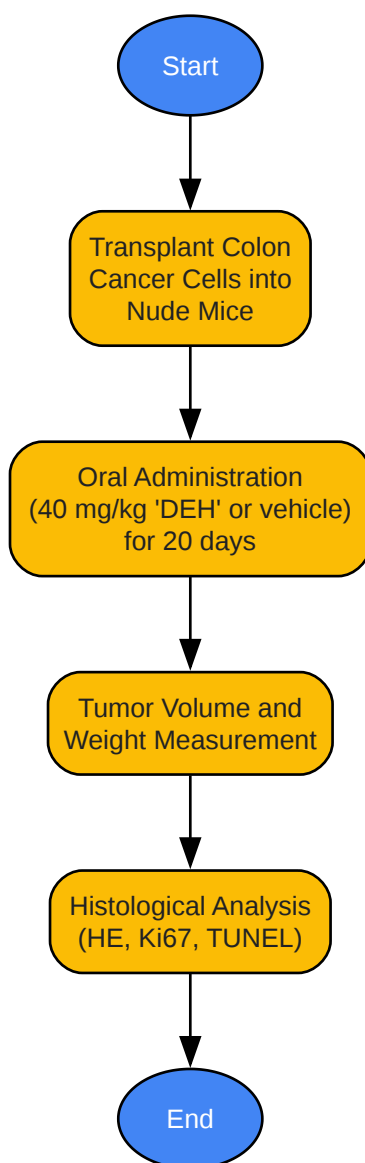 Start
Transplant Colon
Cancer Cells into
Nude Mice
Oral Administration
(40 mg/kg 'DEH' or vehicle)
for 20 days
Tumor Volume and
Weight Measurement
Histological Analysis
(HE, Ki67, TUNEL)
End